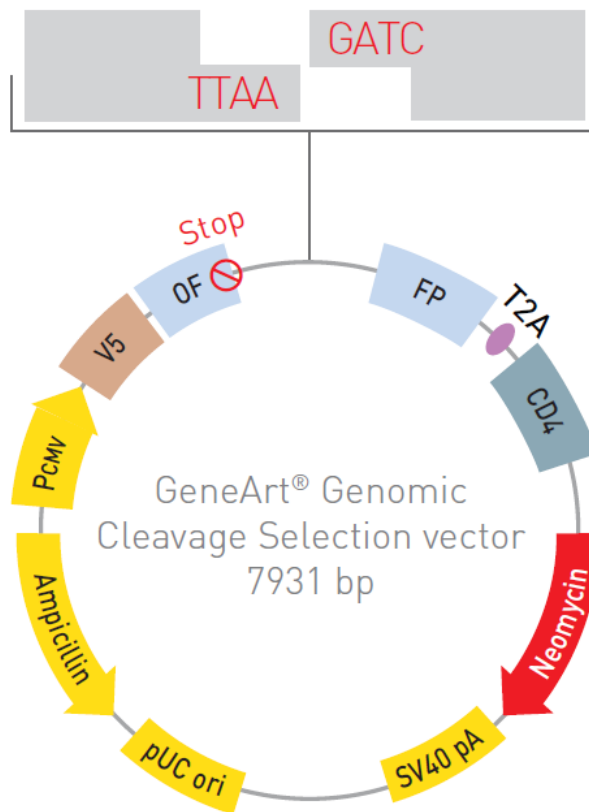 GATC
TTAA
Stop
OF
FP
T2A
V5
CD4
PCMV
GeneArt® Genomic
Cleavage Selection vector
7931 bp
Ampicillin
Neomycin
pUC ori
SV40 pA